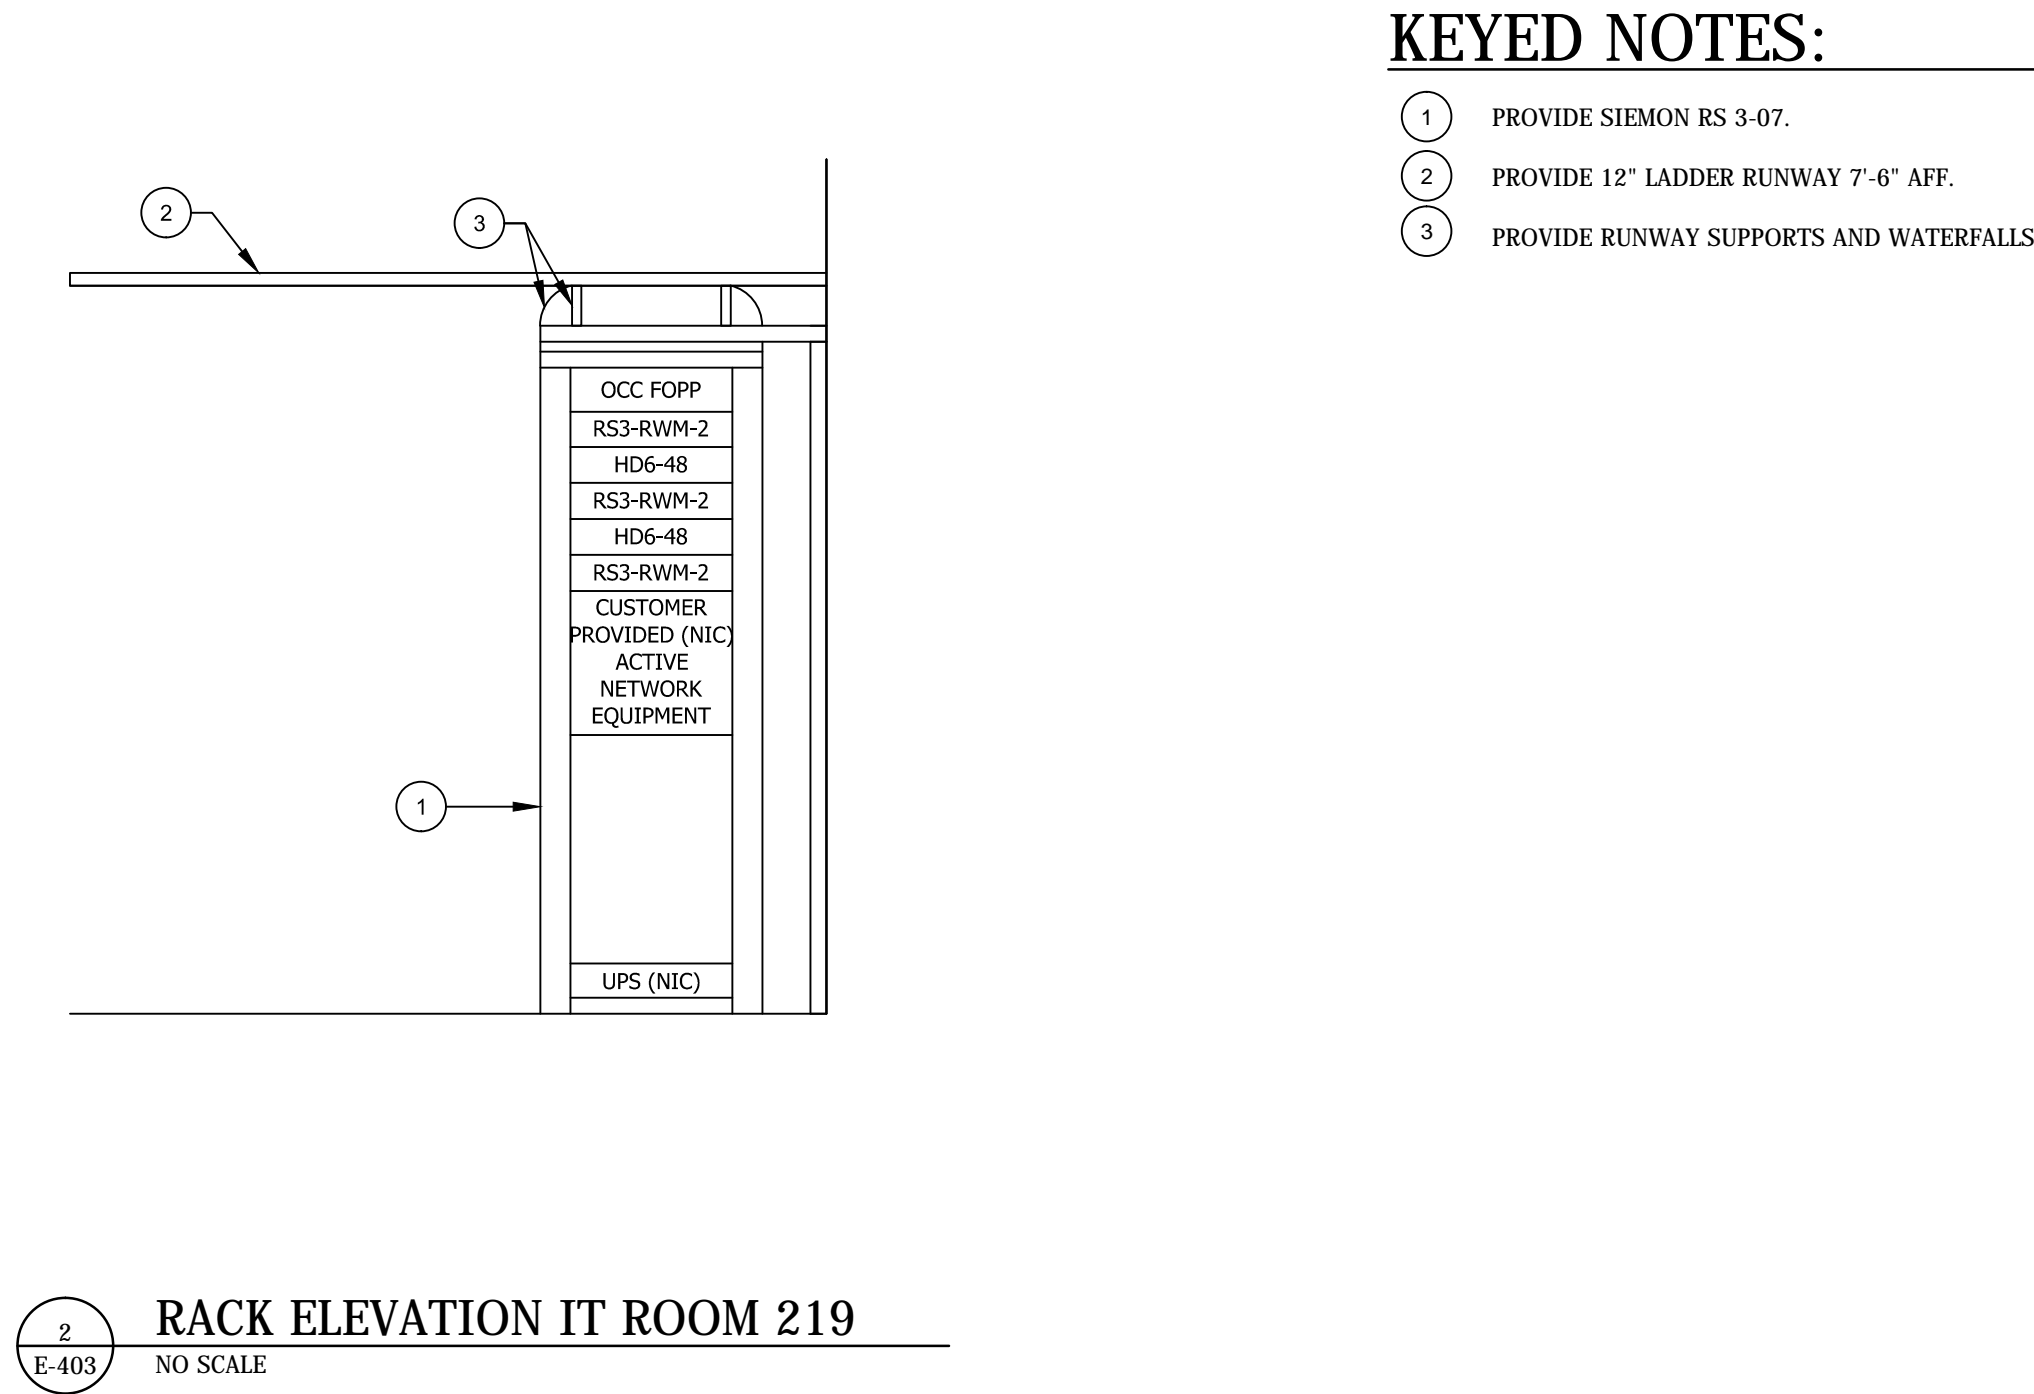 KEYED NOTES:
1 PROVIDE SIEMON RS 3-07.
2 PROVIDE 12" LADDER RUNWAY 7'-6" AFF.
3 PROVIDE RUNWAY SUPPORTS AND WATERFALLS
2
3
OCC FOPP
RS3-RWM-2
HD6-48
RS3-RWM-2
HD6-48
RS3-RWM-2
CUSTOMER
PROVIDED (NIC)
ACTIVE
NETWORK
EQUIPMENT
1
UPS (NIC)
2
E-403
RACK ELEVATION IT ROOM 219
NO SCALE